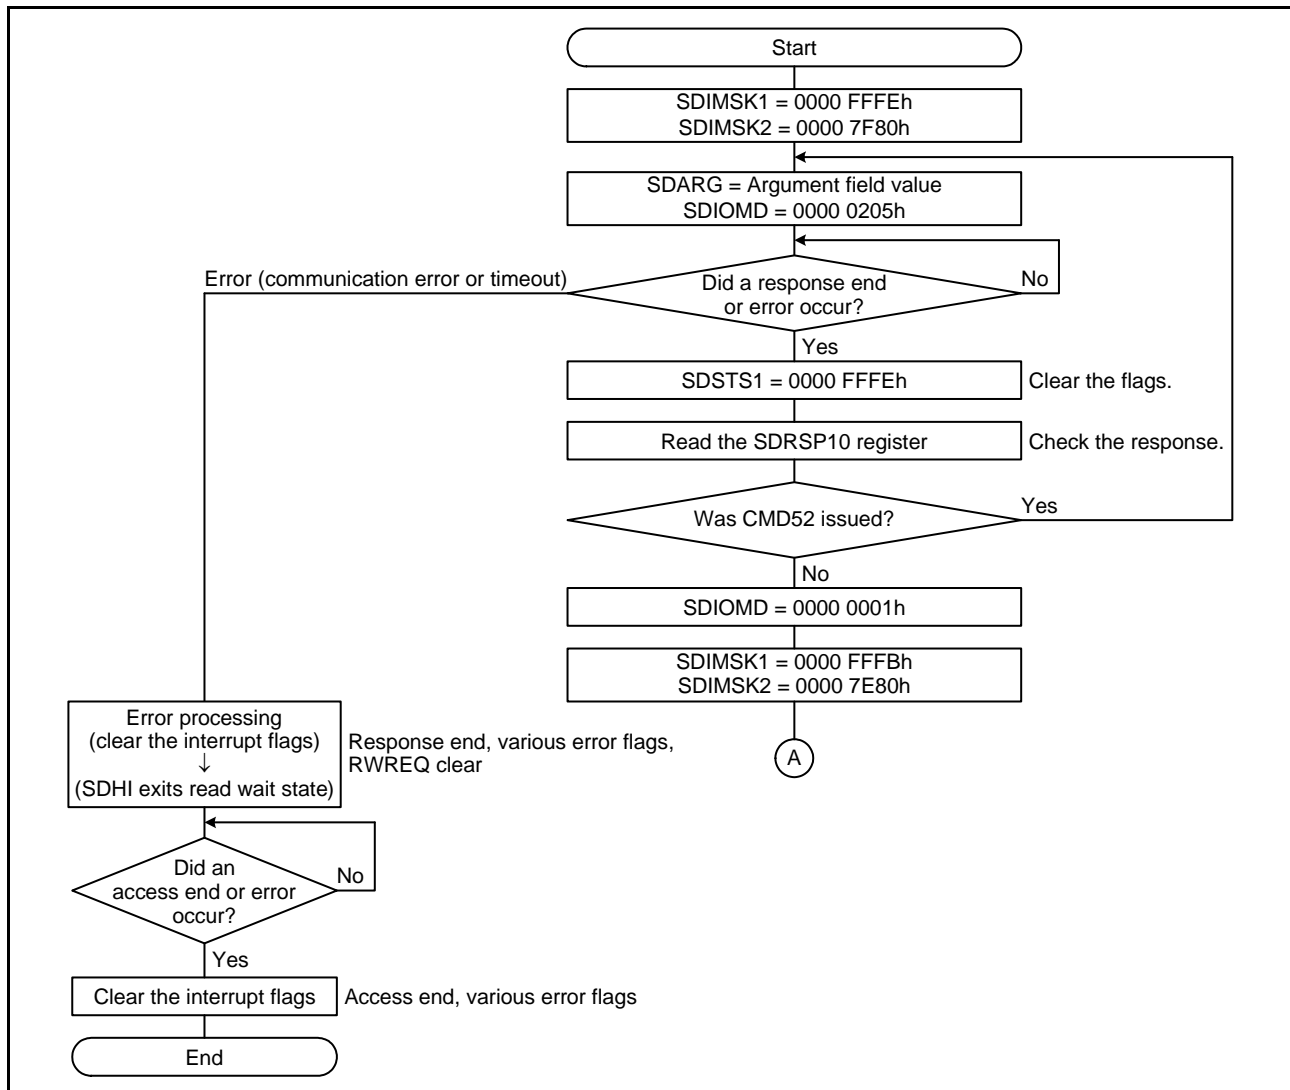 Start
SDIMSK1 = 0000 FFFEh
SDIMSK2 = 0000 7F80h
SDARG = Argument field value
SDIOMD = 0000 0205h
Error (communication error or timeout)
Did a response end
or error occur?
No
Yes
SDSTS1 = 0000 FFFEh
Clear the flags.
Read the SDRSP10 register
Check the response.
Was CMD52 issued?
Yes
No
SDIOMD = 0000 0001h
SDIMSK1 = 0000 FFFBh
SDIMSK2 = 0000 7E80h
A
Error processing
(clear the interrupt flags)
↓
(SDHI exits read wait state)
Response end, various error flags,
RWREQ clear
Did an
access end or error
occur?
No
Yes
Clear the interrupt flags
Access end, various error flags
End